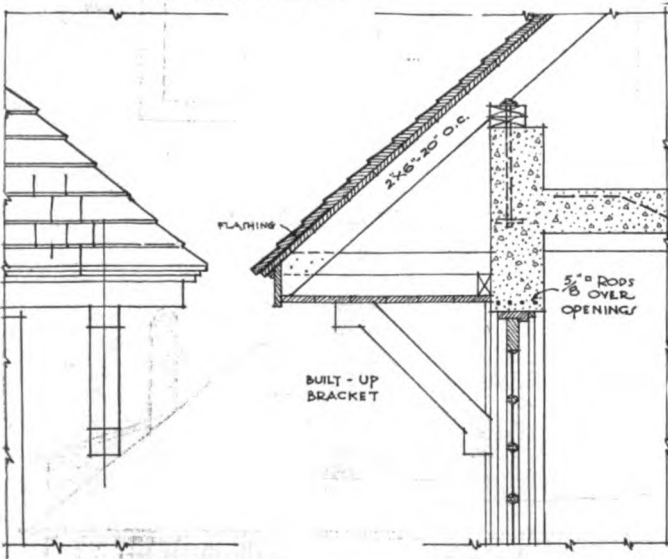 2"x6"-20" O.C.
FLASHING
5/8"□ RODS
OVER
OPENINGS
BUILT-UP
BRACKET